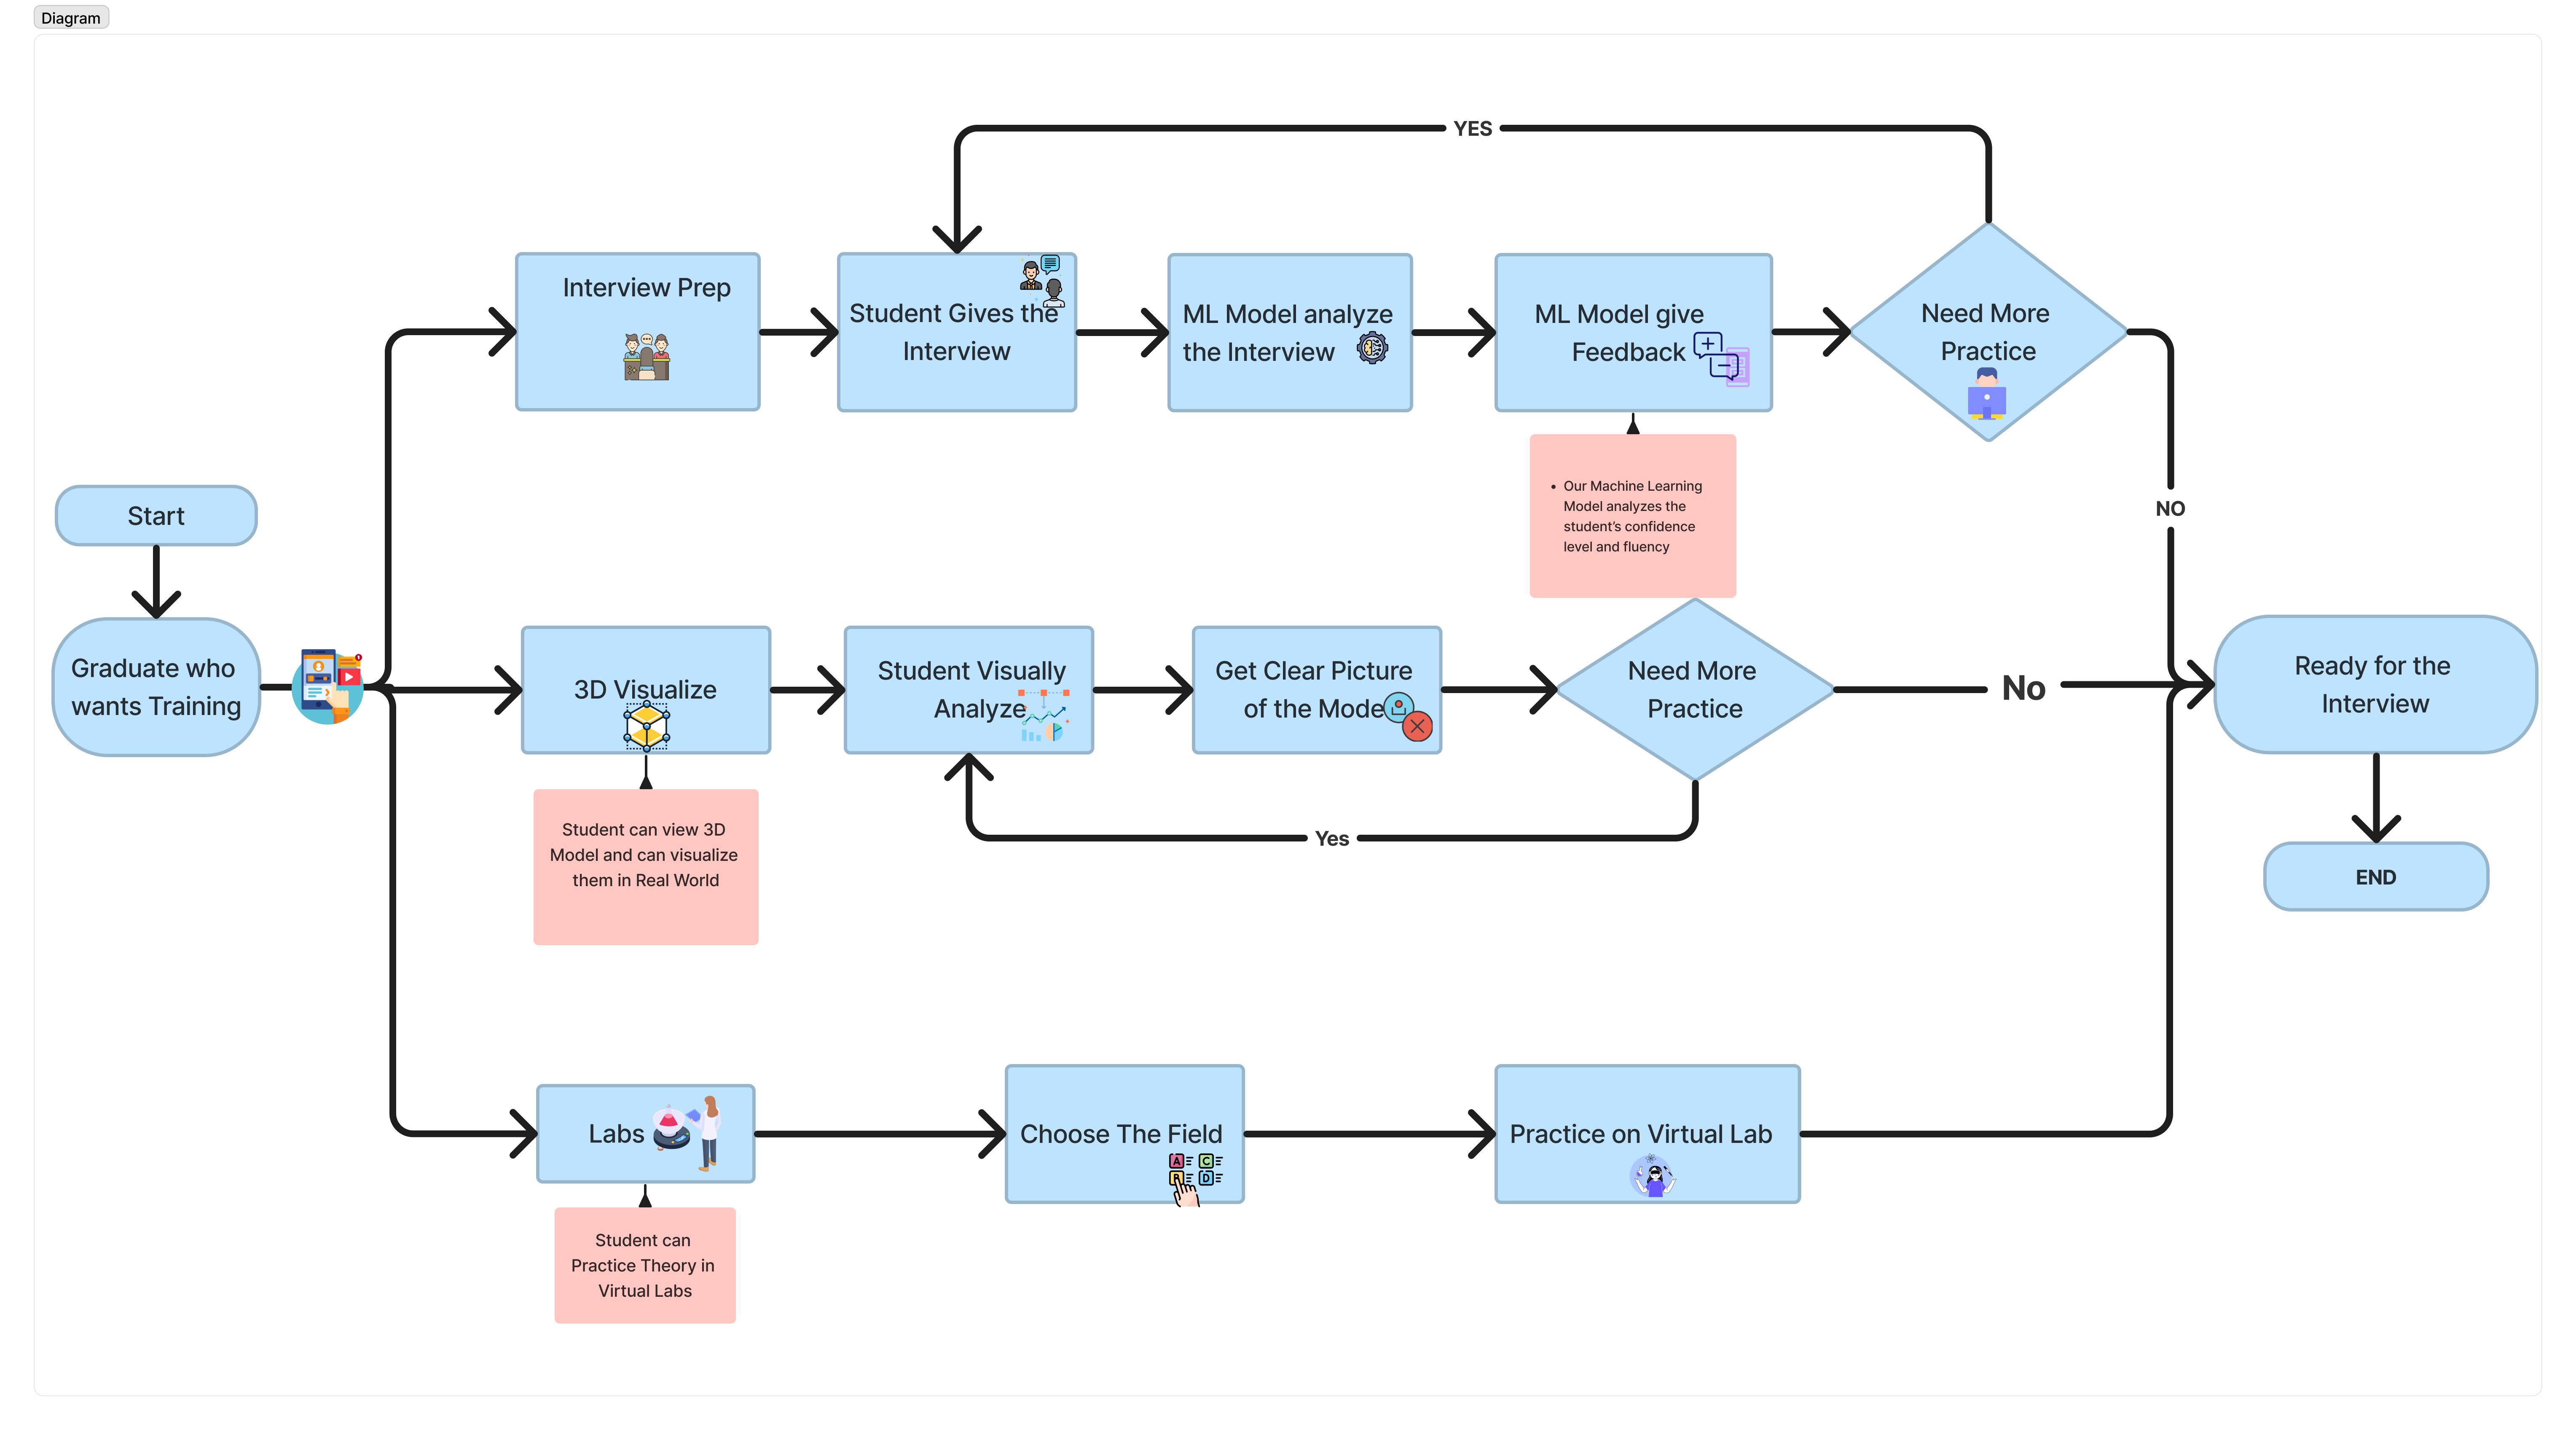 Diagram
YES
Interview Prep
Student Gives the
Interview
ML Model analyze
the Interview
ML Model give
Feedback
Need More
Practice
Our Machine Learning
Model analyzes the
student’s confidence
level and fluency
NO
Start
Graduate who
wants Training
3D Visualize
Student Visually
Analyze
Get Clear Picture
of the Mode
Need More
Practice
No
Ready for the
Interview
Yes
Student can view 3D
Model and can visualize
them in Real World
END
Labs
Choose The Field
A
C
D
Practice on Virtual Lab
Student can
Practice Theory in
Virtual Labs